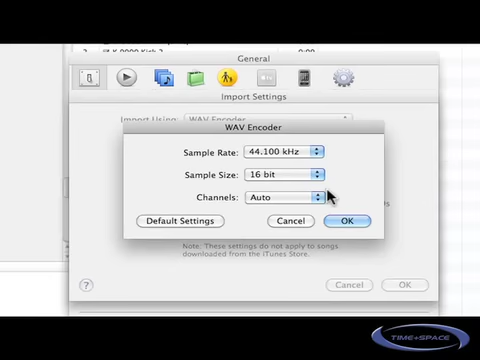 General
Import Settings
Import Using: WAV Encoder
WAV Encoder
Sample Rate: 44.100 kHz
Sample Size: 16 bit
Channels: Auto
Default Settings
Cancel
OK
Note: These settings do not apply to songs
downloaded from the iTunes Store.
?
Cancel
OK
TIME+SPACE